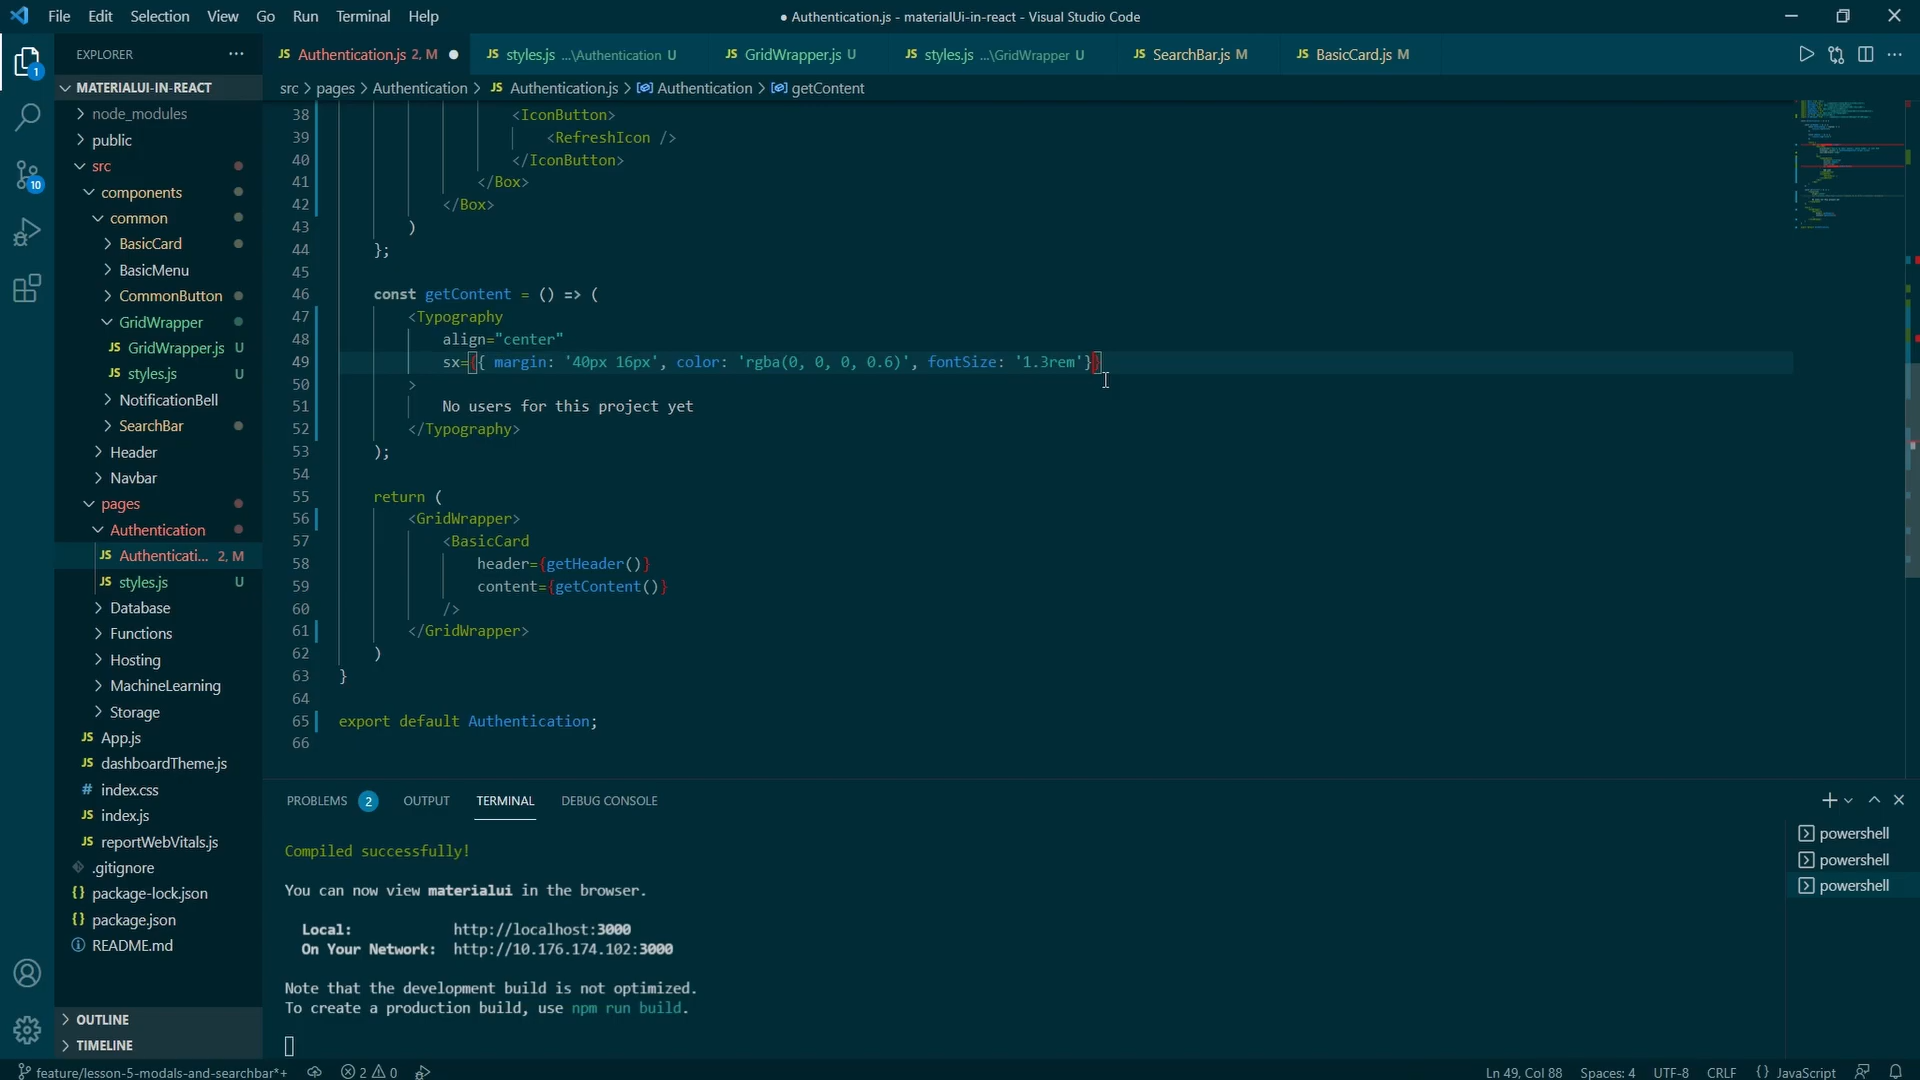 File Edit Selection View Go Run Terminal Help
● Authentication.js - materialUi-in-react - Visual Studio Code
EXPLORER
JS Authentication.js 2, M
JS styles.js ...\Authentication U
JS GridWrapper.js U
JS styles.js ...\GridWrapper U
JS SearchBar.js M
JS BasicCard.js M
1
10
MATERIALUI-IN-REACT
node_modules
public
src
components
common
BasicCard
BasicMenu
CommonButton
GridWrapper
JS GridWrapper.js U
JS styles.js U
NotificationBell
SearchBar
Header
Navbar
pages
Authentication
JS Authenticati... 2, M
JS styles.js U
Database
Functions
Hosting
MachineLearning
Storage
JS App.js
JS dashboardTheme.js
# index.css
JS index.js
JS reportWebVitals.js
.gitignore
{} package-lock.json
{} package.json
README.md
OUTLINE
TIMELINE
src > pages > Authentication > JS Authentication.js > Authentication > getContent
38 <IconButton>
39 <RefreshIcon />
40 </IconButton>
41 </Box>
42 </Box>
43 )
44 };
45
46 const getContent = () => (
47 <Typography
48 align="center"
49 sx={{ margin: '40px 16px', color: 'rgba(0, 0, 0, 0.6)', fontSize: '1.3rem'}}
50 >
51 No users for this project yet
52 </Typography>
53 );
54
55 return (
56 <GridWrapper>
57 <BasicCard
58 header={getHeader()}
59 content={getContent()}
60 />
61 </GridWrapper>
62 )
63 }
64
65 export default Authentication;
66
PROBLEMS 2 OUTPUT TERMINAL DEBUG CONSOLE
Compiled successfully!
You can now view materialui in the browser.
Local: http://localhost:3000
On Your Network: http://10.176.174.102:3000
Note that the development build is not optimized.
To create a production build, use npm run build.
powershell
powershell
powershell
feature/lesson-5-modals-and-searchbar*+ 2 0
Ln 49, Col 88 Spaces: 4 UTF-8 CRLF {} JavaScript